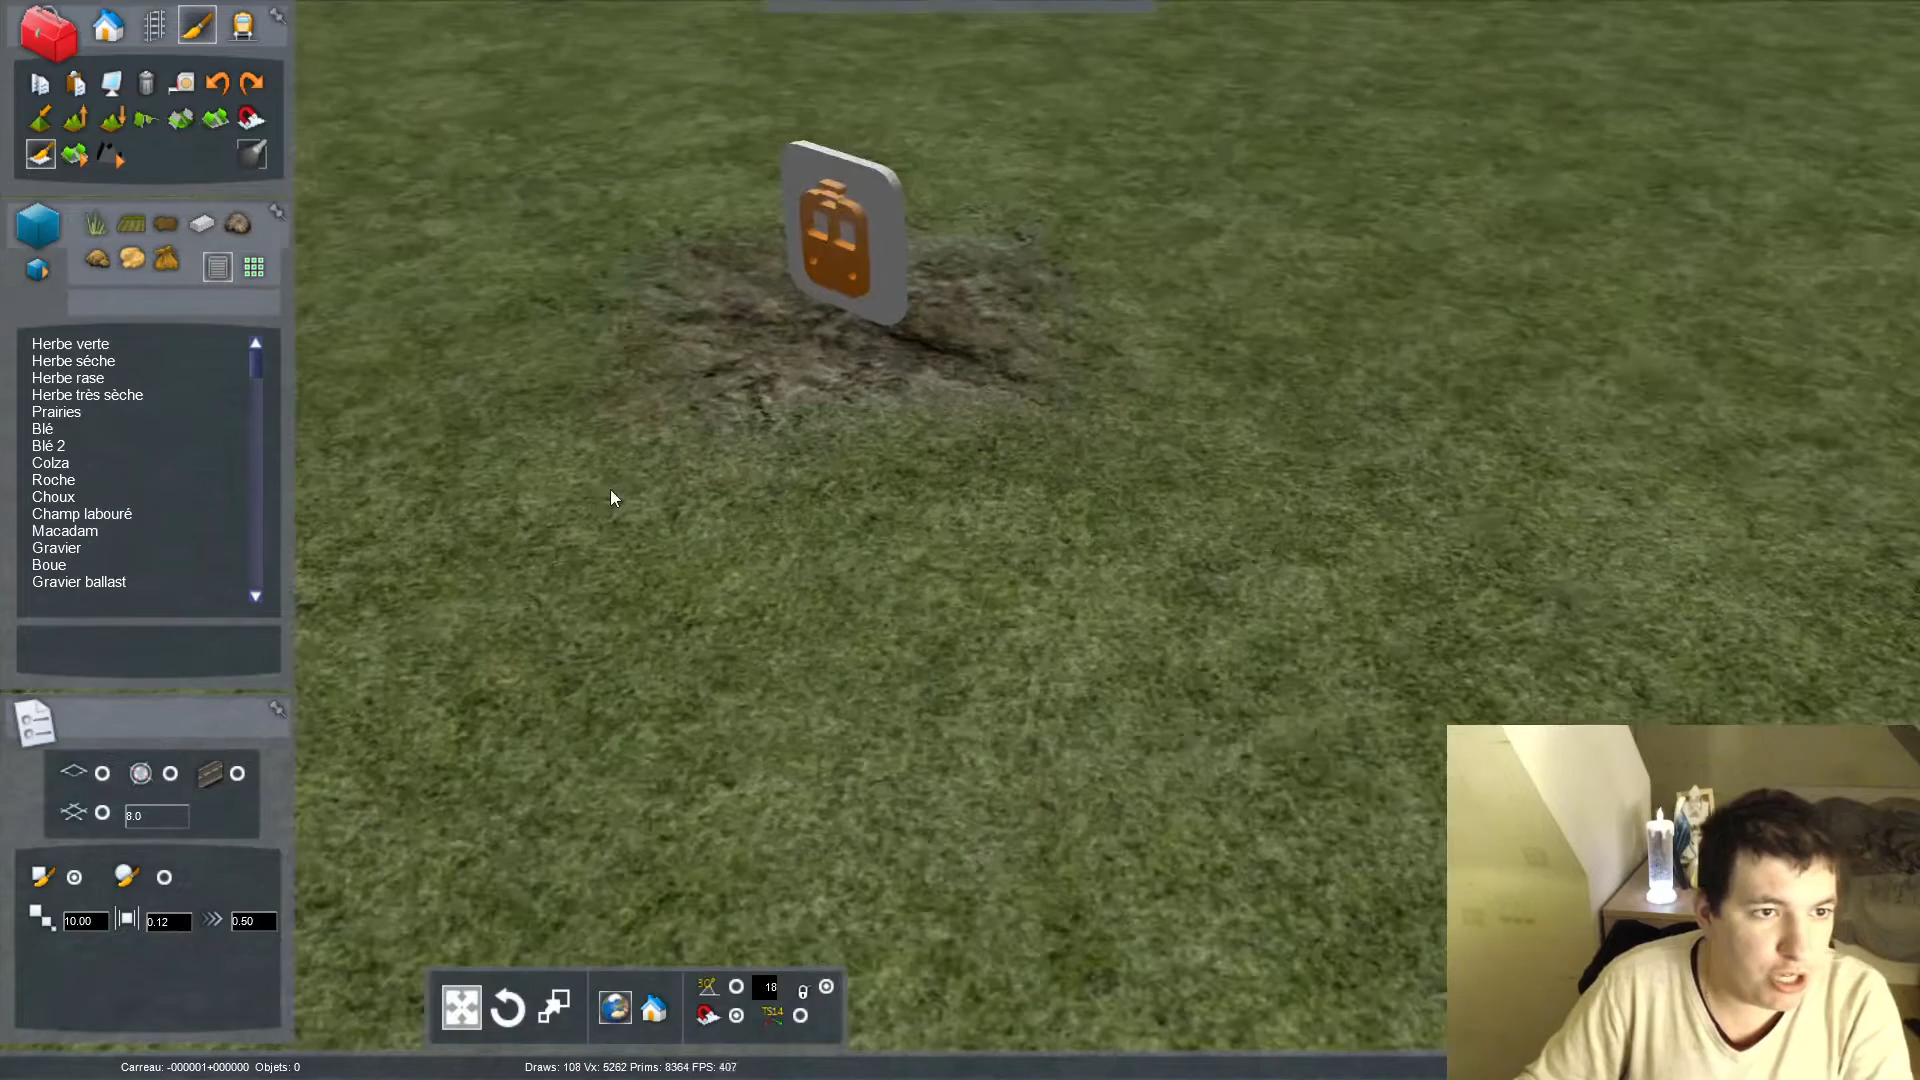 Herbe verte
Herbe séche
Herbe rase
Herbe très sèche
Prairies
Blé
Blé 2
Colza
Roche
Choux
Champ labouré
Macadam
Gravier
Boue
Gravier ballast
8.0
10.00 0.12 0.50
30° 18
TS14
Carreau: -000001+000000 Objets: 0 Draws: 108 Vx: 5262 Prims: 8364 FPS: 407